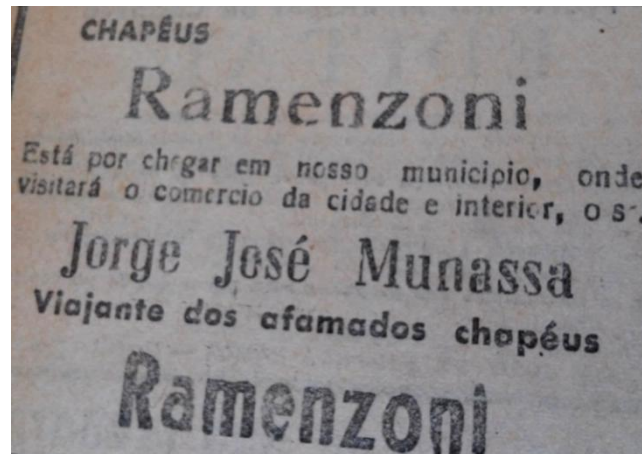 CHAPÉUS
Ramenzoni
Está por chegar em nosso municipio, onde
visitará o comercio da cidade e interior, o sr.
Jorge José Munassa
Viajante dos afamados chapéus
Ramenzoni